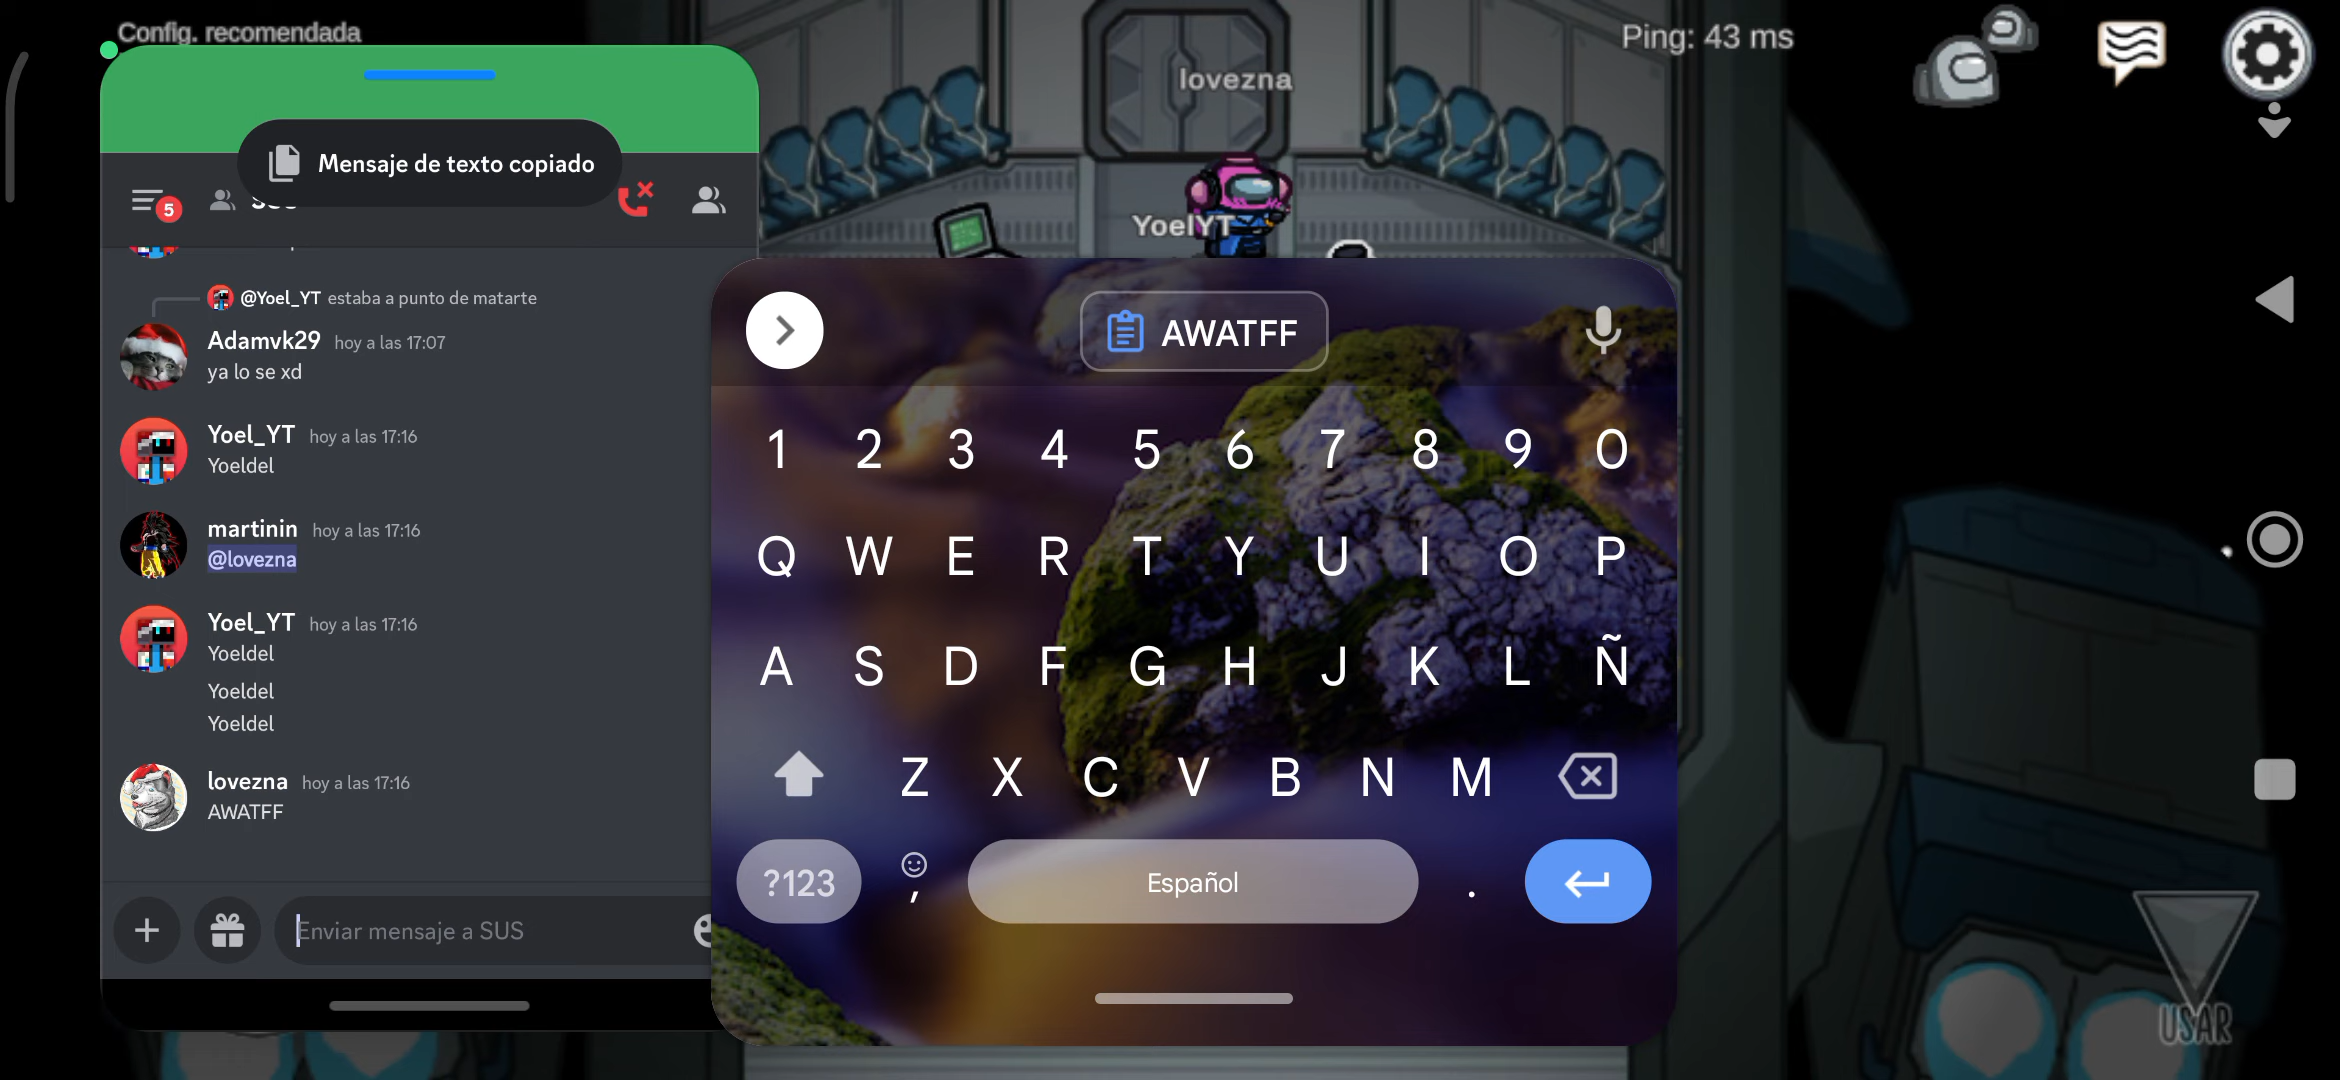 Config. recomendada
Ping: 43 ms
lovezna
YoelYT
Mensaje de texto copiado
5
@Yoel_YT estaba a punto de matarte
Adamvk29 hoy a las 17:07
ya lo se xd
Yoel_YT hoy a las 17:16
Yoeldel
martinin hoy a las 17:16
@lovezna
Yoel_YT hoy a las 17:16
Yoeldel
Yoeldel
Yoeldel
lovezna hoy a las 17:16
AWATFF
Enviar mensaje a SUS
AWATFF
1 2 3 4 5 6 7 8 9 0
Q W E R T Y U I O P
A S D F G H J K L Ñ
Z X C V B N M
?123 , Español .
USAR